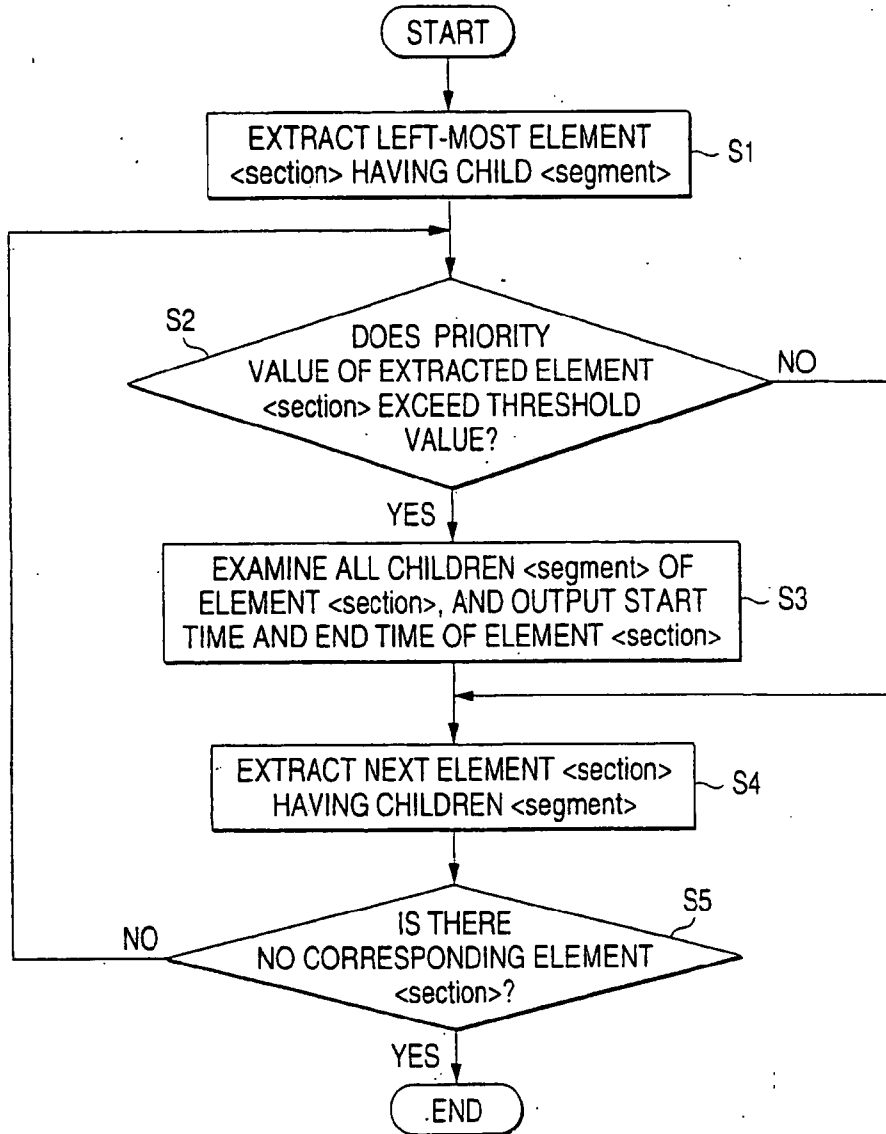 START
EXTRACT LEFT-MOST ELEMENT
<section> HAVING CHILD <segment>
S1
S2
DOES PRIORITY
VALUE OF EXTRACTED ELEMENT
<section> EXCEED THRESHOLD
VALUE?
NO
YES
EXAMINE ALL CHILDREN <segment> OF
ELEMENT <section>, AND OUTPUT START
TIME AND END TIME OF ELEMENT <section>
S3
EXTRACT NEXT ELEMENT <section>
HAVING CHILDREN <segment>
S4
S5
NO
IS THERE
NO CORRESPONDING ELEMENT
<section>?
YES
END